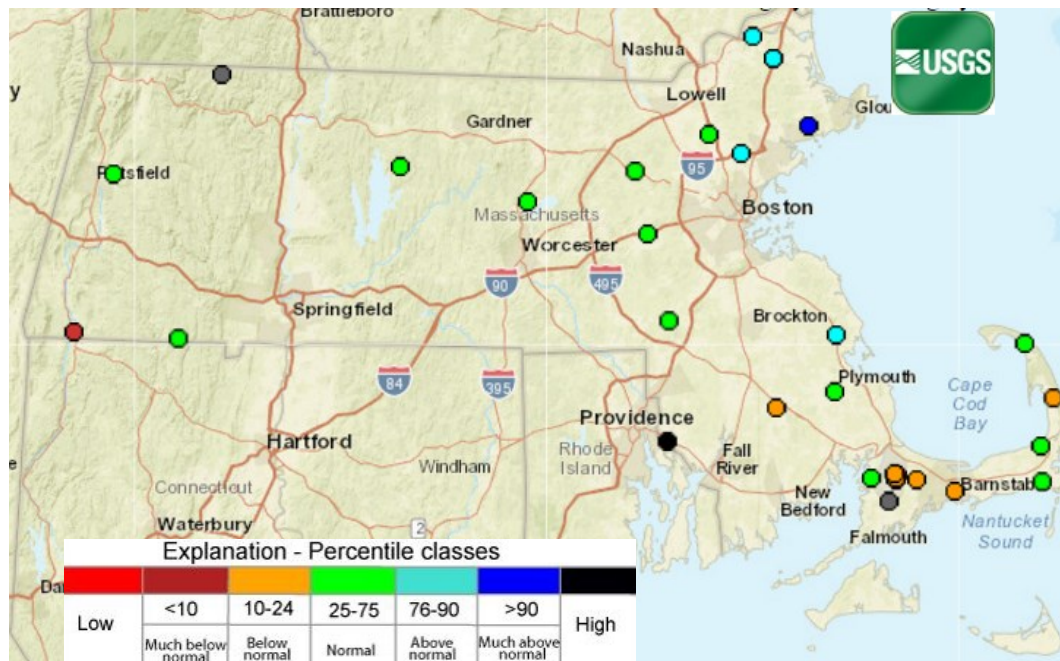 Brattleboro
Nashua
USGS
Lowell
Gardner
95
Massachusetts
Boston
Worcester
90
495
Springfield
Brockton
84
395
Plymouth
Cape
Cod
Bay
Providence
Hartford
Rhode
Island
Fall
River
Windham
Connecticut
New
Bedford
Waterbury
2
Falmouth
Nantucket
Sound
Explanation - Percentile classes
Low
<10
10-24
25-75
76-90
>90
High
Much below
normal
Below
normal
Normal
Above
normal
Much above
normal